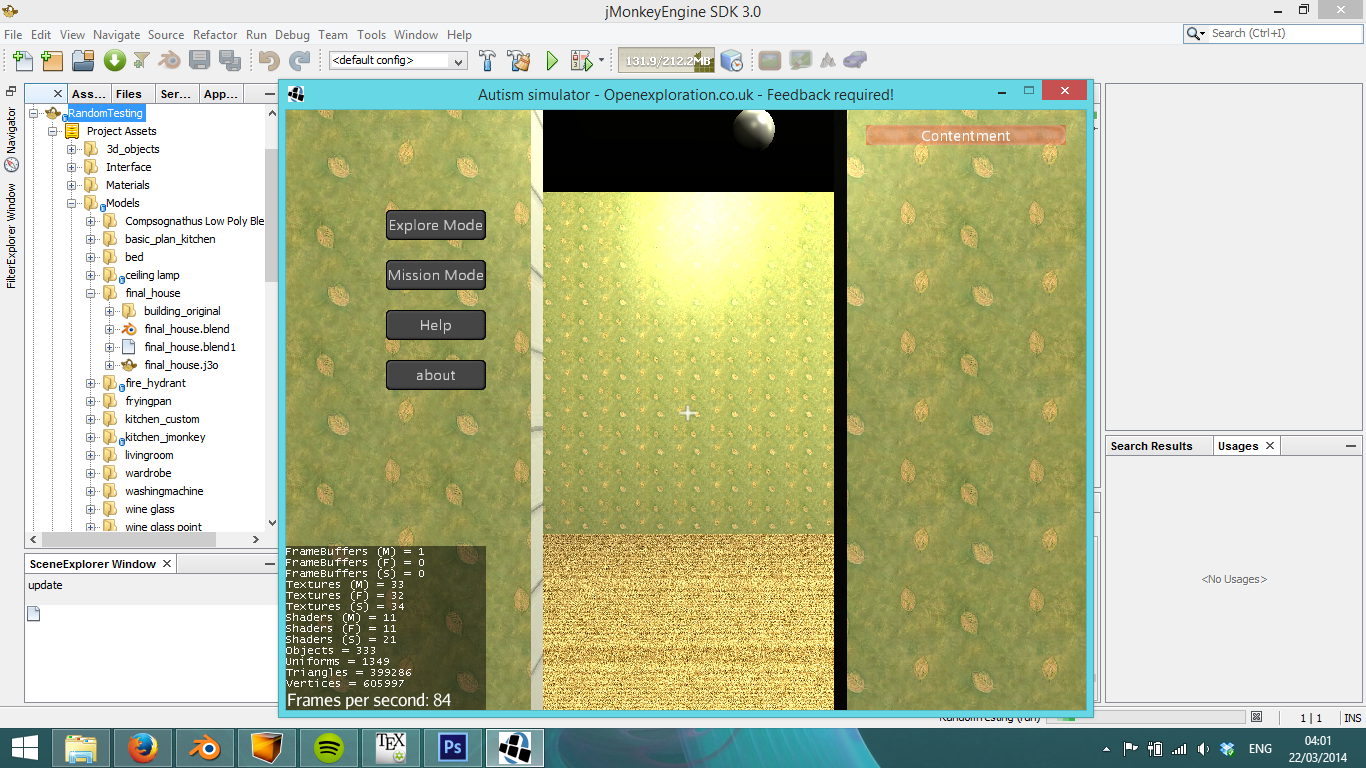 jMonkeyEngine SDK 3.0
File Edit View Navigate Source Refactor Run Debug Team Tools Window Help
Search (Ctrl+I)
<default config>
131.9/212.2MB
Navigator
FilterExplorer Window
Ass... Files Ser... App...
RandomTesting
Project Assets
3d_objects
Interface
Materials
Models
Compsognathus Low Poly Ble
basic_plan_kitchen
bed
ceiling lamp
final_house
building_original
final_house.blend
final_house.blend1
final_house.j3o
fire_hydrant
fryingpan
kitchen_custom
kitchen_jmonkey
livingroom
wardrobe
washingmachine
wine glass
wine glass point
SceneExplorer Window
update
Autism simulator - Openexploration.co.uk - Feedback required!
Contentment
Explore Mode
Mission Mode
Help
about
FrameBuffers (M) = 1
FrameBuffers (F) = 0
FrameBuffers (S) = 0
Textures (M) = 33
Textures (F) = 32
Textures (S) = 34
Shaders (M) = 11
Shaders (F) = 11
Shaders (S) = 21
Objects = 333
Uniforms = 1349
Triangles = 399286
Vertices = 605997
Frames per second: 84
Search Results Usages
<No Usages>
RandomTesting (run)
1 | 1 INS
TEX
Ps
ENG
04:01
22/03/2014